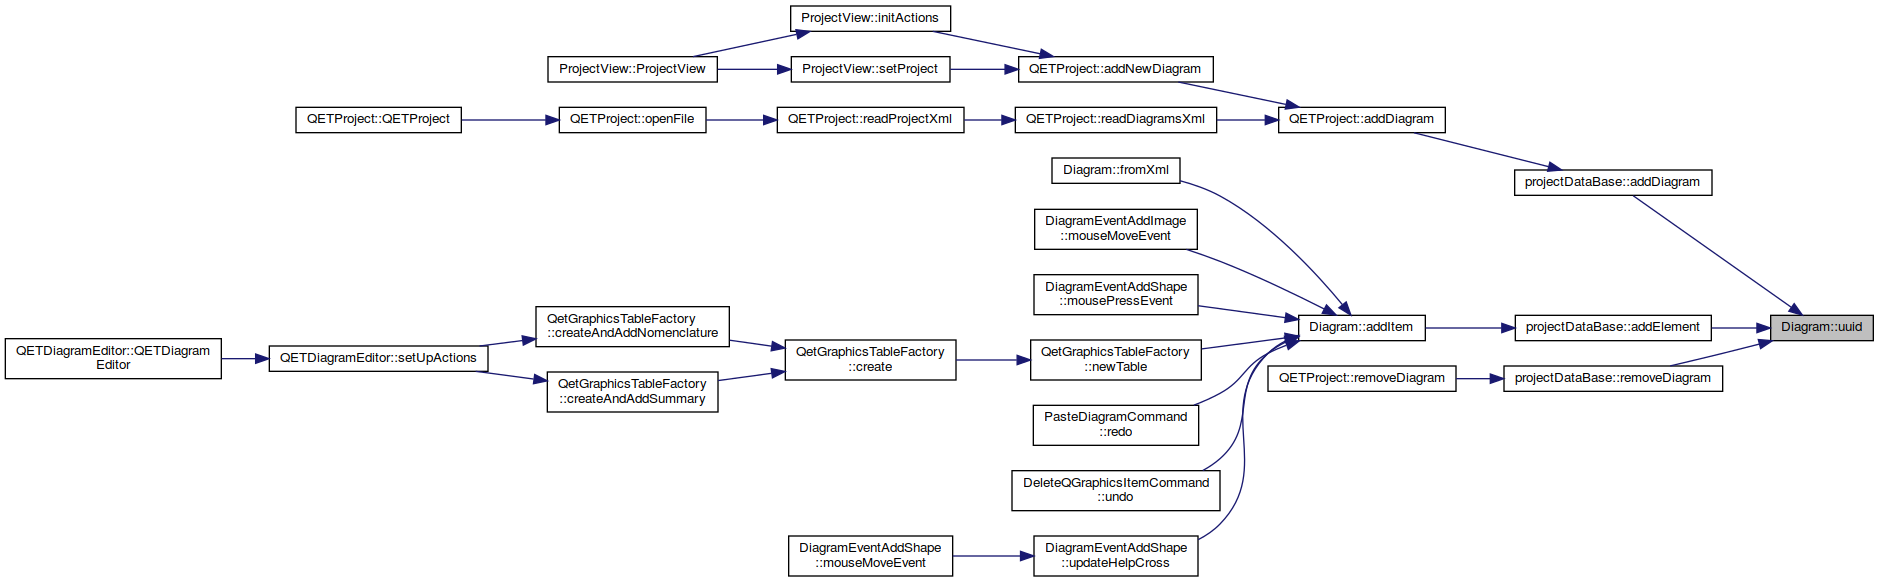 ProjectView::initActions
ProjectView::ProjectView
ProjectView::setProject
QETProject::addNewDiagram
QETProject::QETProject
QETProject::openFile
QETProject::readProjectXml
QETProject::readDiagramsXml
QETProject::addDiagram
Diagram::fromXml
projectDataBase::addDiagram
DiagramEventAddImage
::mouseMoveEvent
DiagramEventAddShape
::mousePressEvent
Diagram::addItem
projectDataBase::addElement
Diagram::uuid
QetGraphicsTableFactory
::createAndAddNomenclature
QETDiagramEditor::QETDiagram
Editor
QETDiagramEditor::setUpActions
QetGraphicsTableFactory
::create
QetGraphicsTableFactory
::newTable
QETProject::removeDiagram
projectDataBase::removeDiagram
QetGraphicsTableFactory
::createAndAddSummary
PasteDiagramCommand
::redo
DeleteQGraphicsItemCommand
::undo
DiagramEventAddShape
::mouseMoveEvent
DiagramEventAddShape
::updateHelpCross